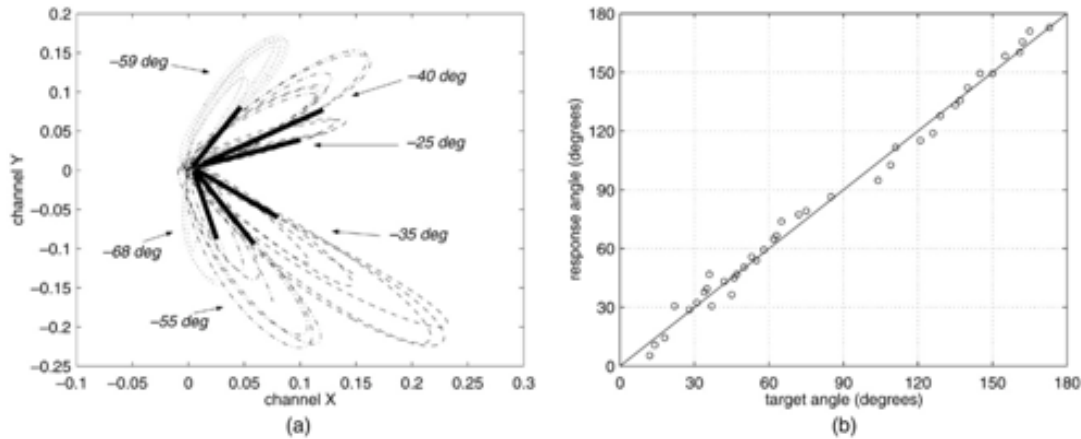 0.2
0.15
0.1
0.05
0
−0.05
−0.1
−0.15
−0.2
−0.25
channel Y
−59 deg
−40 deg
−25 deg
−35 deg
−68 deg
−55 deg
−0.1 −0.05 0 0.05 0.1 0.15 0.2 0.25 0.3
channel X
(a)
180
150
120
90
60
30
0
response angle (degrees)
0 30 60 90 120 150 180
target angle (degrees)
(b)